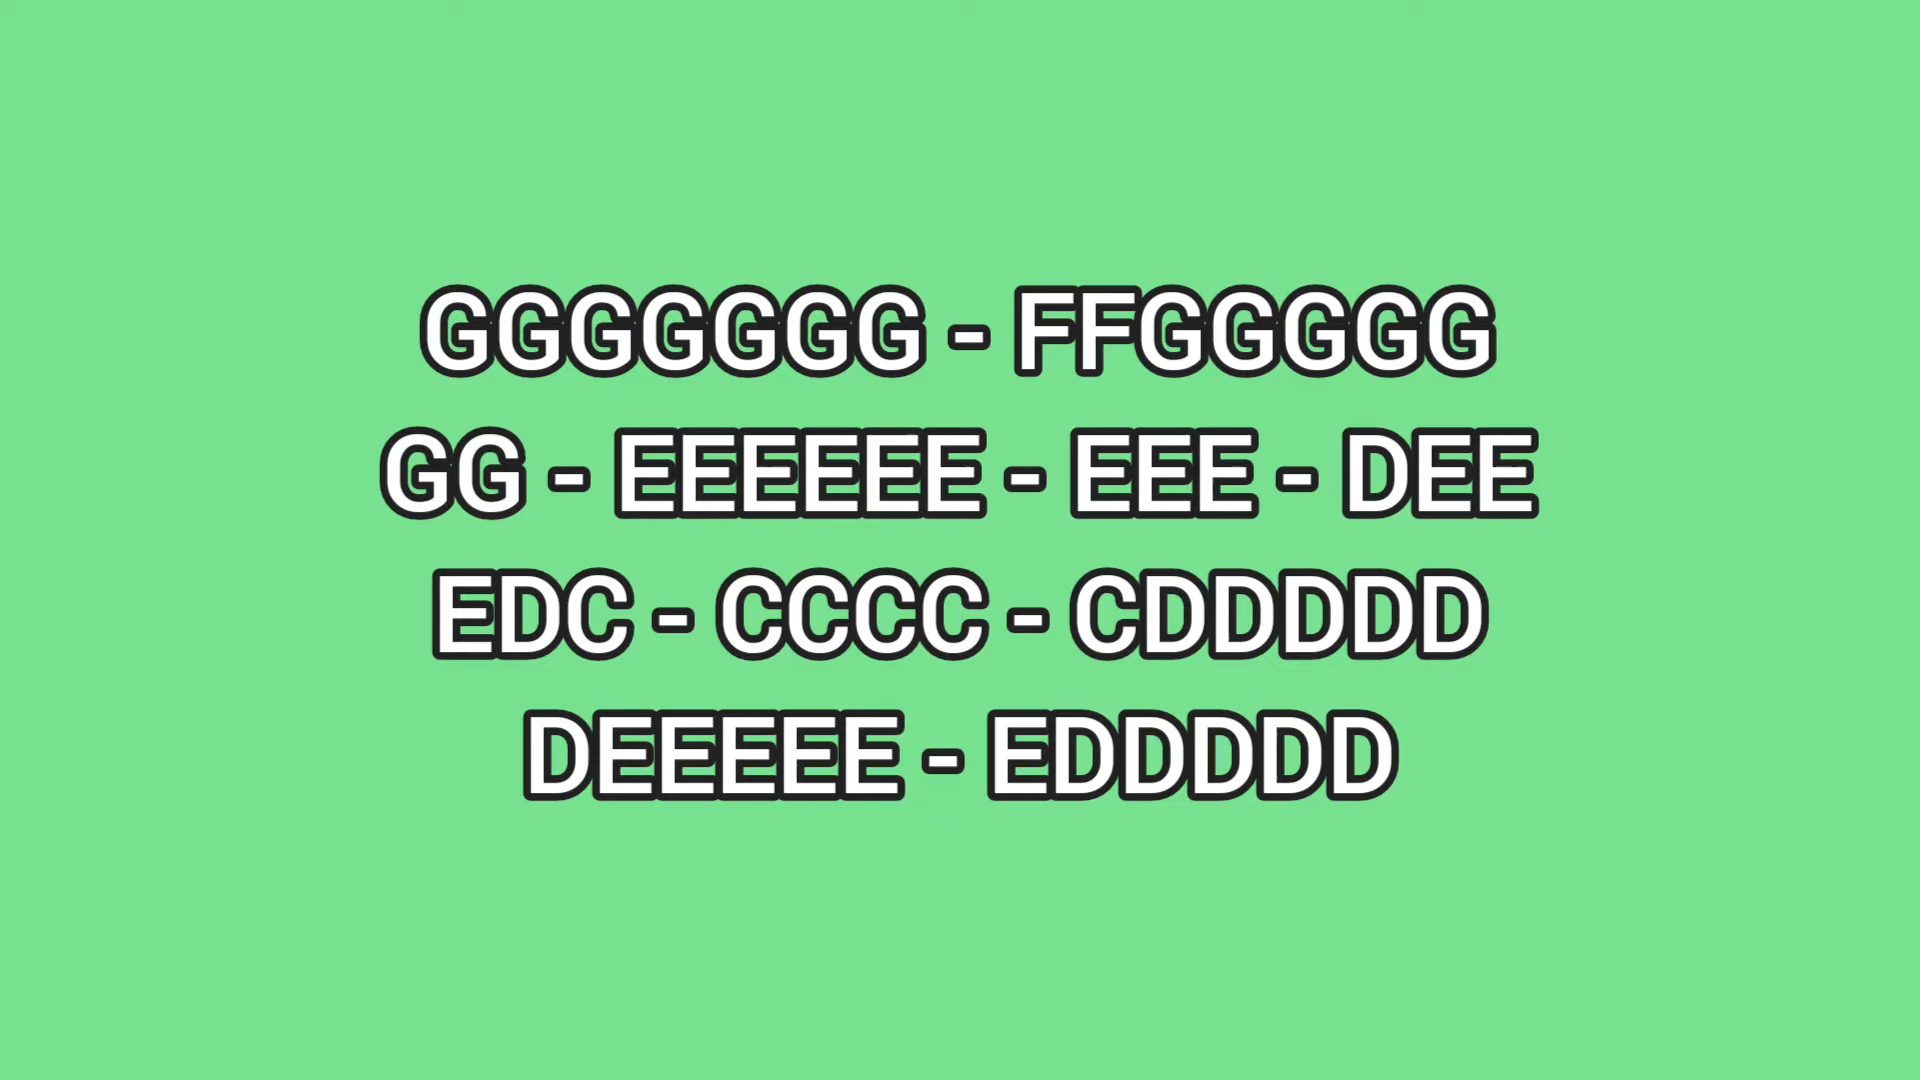 GGGGGGG - FFGGGGG
GG - EEEEEE - EEE - DEE
EDC - CCCC - CDDDDD
DEEEEE - EDDDDD